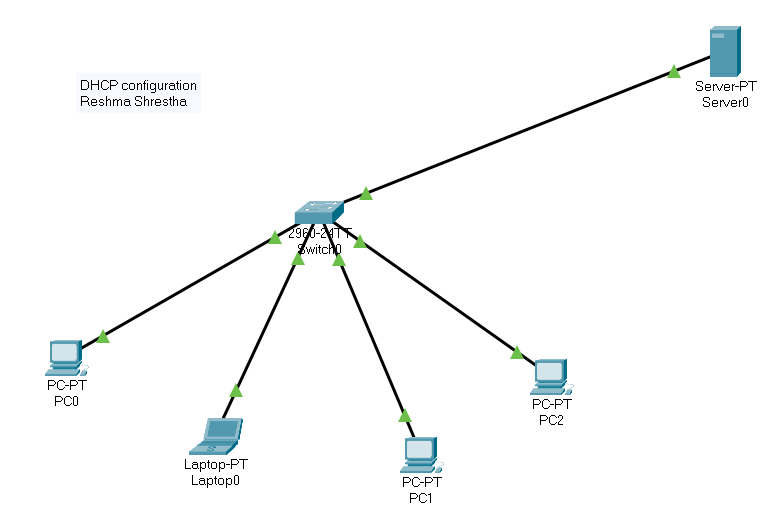 DHCP configuration
Reshma Shrestha
Server-PT
Server0
2960-24TT
Switch0
PC-PT
PC0
PC-PT
PC2
Laptop-PT
Laptop0
PC-PT
PC1